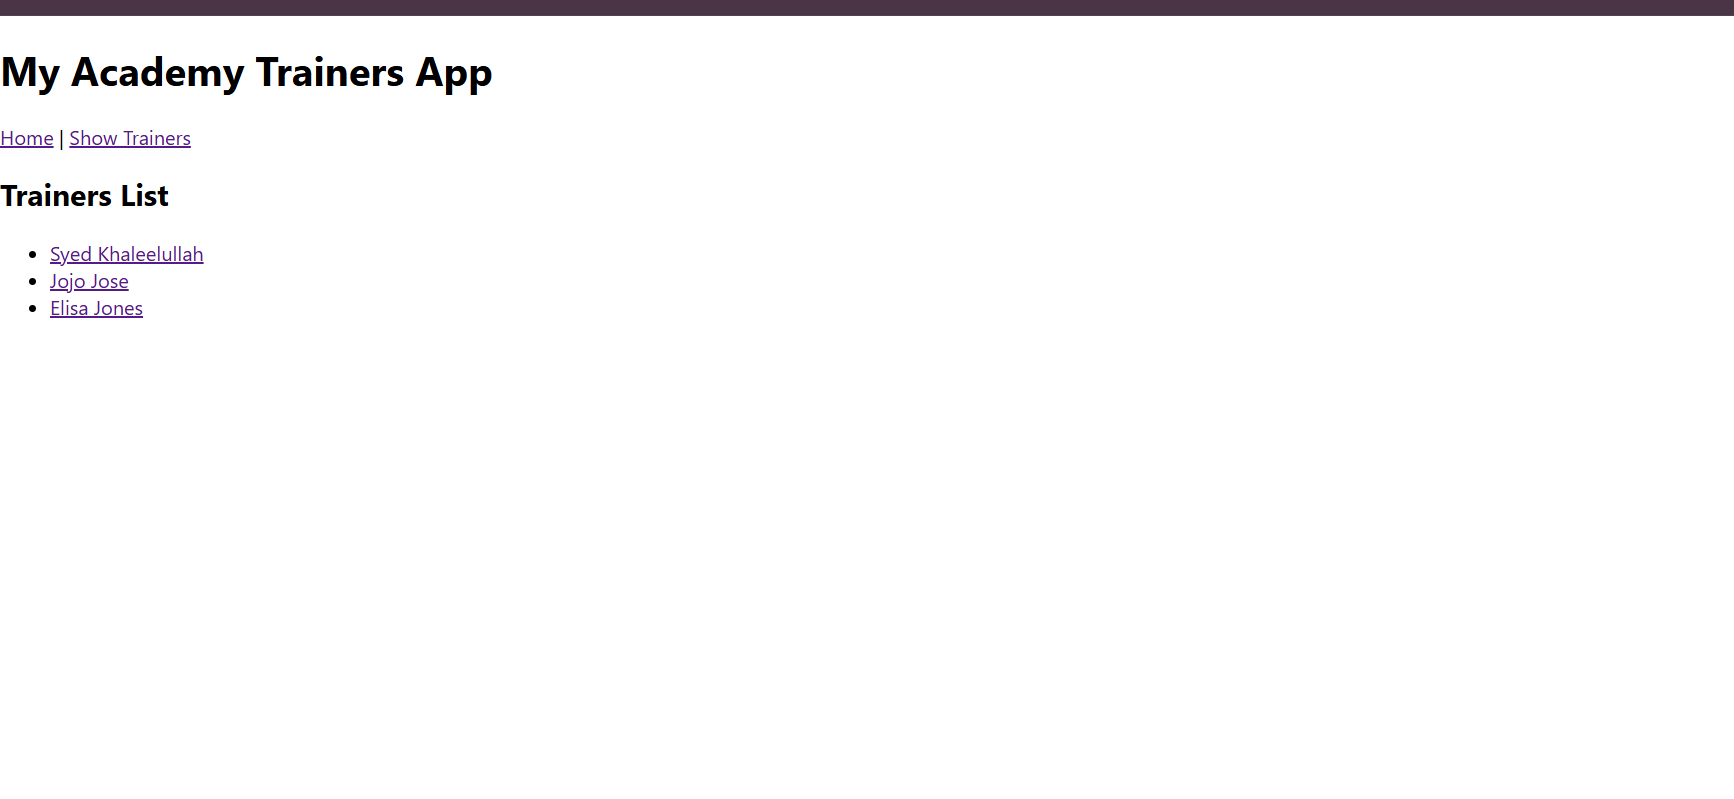 My Academy Trainers App
Home | Show Trainers
Trainers List
Syed Khaleelullah
Jojo Jose
Elisa Jones